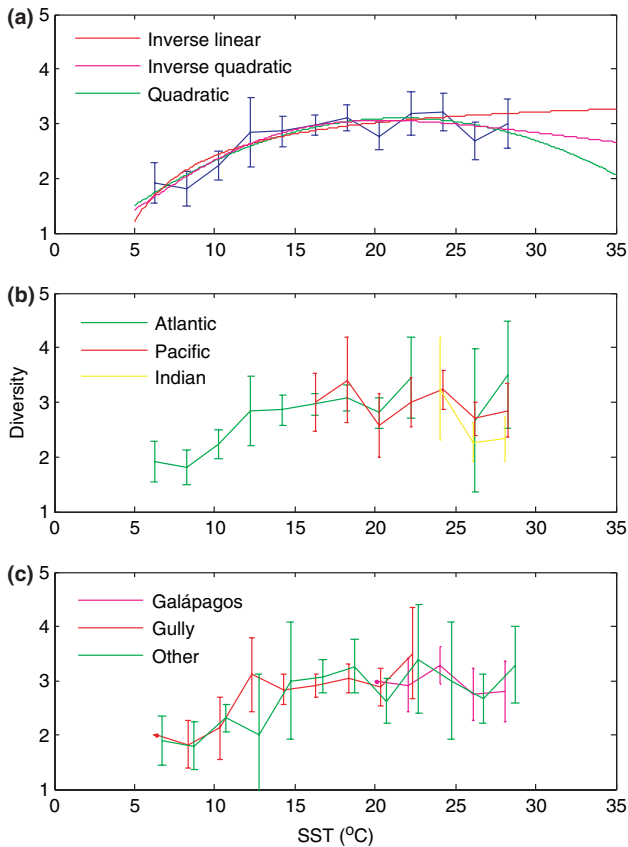 (a)
5
4
3
2
1
Inverse linear
Inverse quadratic
Quadratic
0 5 10 15 20 25 30 35
(b)
5
4
3
2
1
Atlantic
Pacific
Indian
Diversity
0 5 10 15 20 25 30 35
(c)
5
4
3
2
1
Galápagos
Gully
Other
0 5 10 15 20 25 30 35
SST (°C)